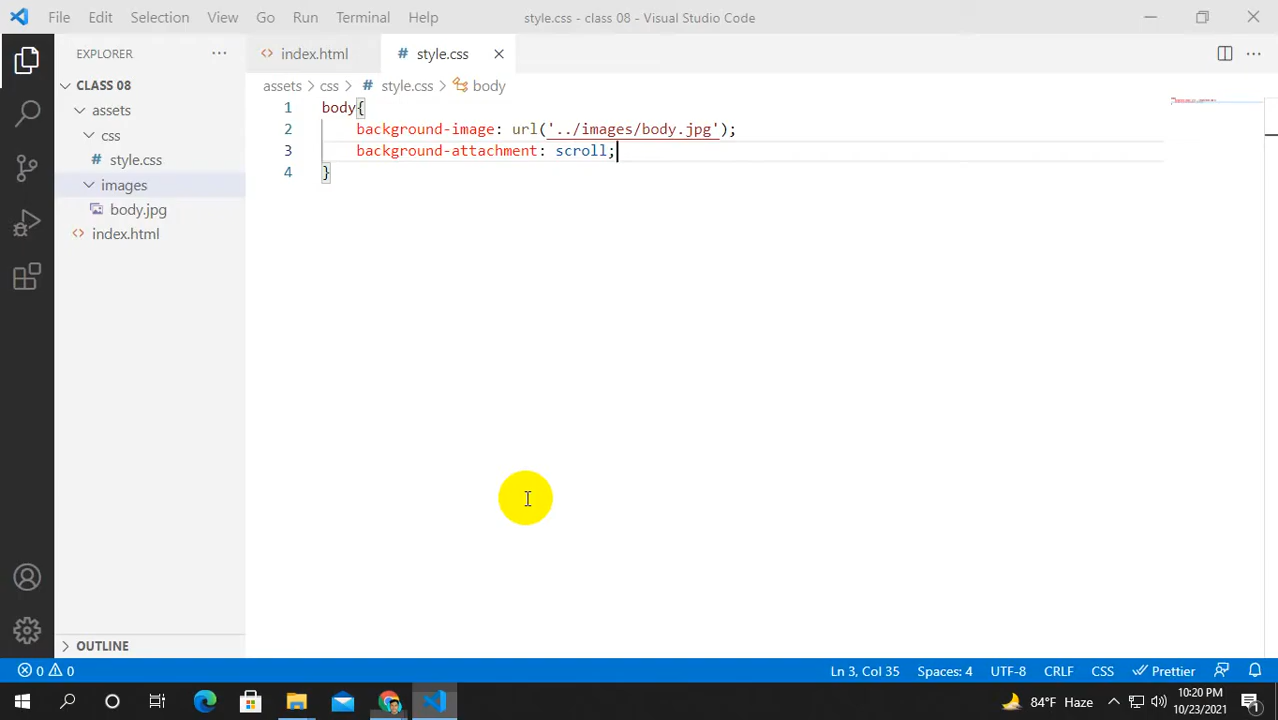 File Edit Selection View Go Run Terminal Help style.css - class 08 - Visual Studio Code
EXPLORER
index.html
style.css
CLASS 08
assets > css > style.css > body
assets
css
style.css
images
body.jpg
index.html
1 body{
2 background-image: url('../images/body.jpg');
3 background-attachment: scroll;
4 }
OUTLINE
0 0 Ln 3, Col 35 Spaces: 4 UTF-8 CRLF CSS Prettier
84°F Haze
10:20 PM
10/23/2021
1